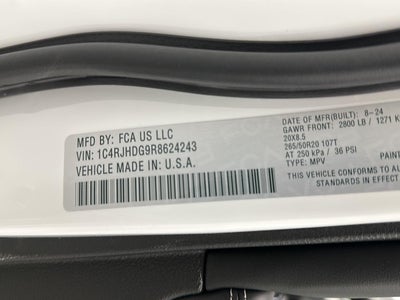 MFD. BY: FCA US LLC
VIN: 1C4RJHDG9R8624243
VEHICLE MADE IN: U.S.A.
DATE OF MFR(BUILT): 8-24
GAWR FRONT: 2800 LB / 1271 K
20X8.5
265/50R20 107T
AT 250 kPa / 36 PSI
TYPE: MPV
PAINT
THIS VEHICLE CONFORMS TO
STANDARDS IN EFFECT